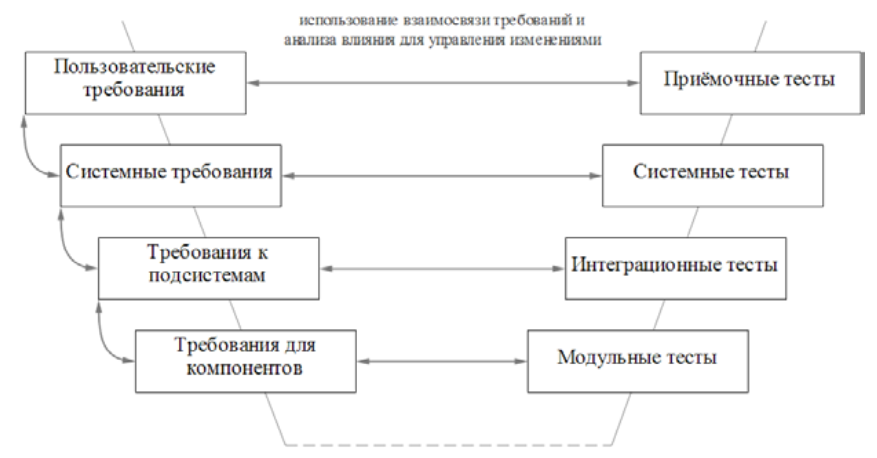 использование взаимосвязи требований и
анализа влияния для управления изменениями
Пользовательские
требования
Приёмочные тесты
Системные требования
Системные тесты
Требования к
подсистемам
Интеграционные тесты
Требования для
компонентов
Модульные тесты